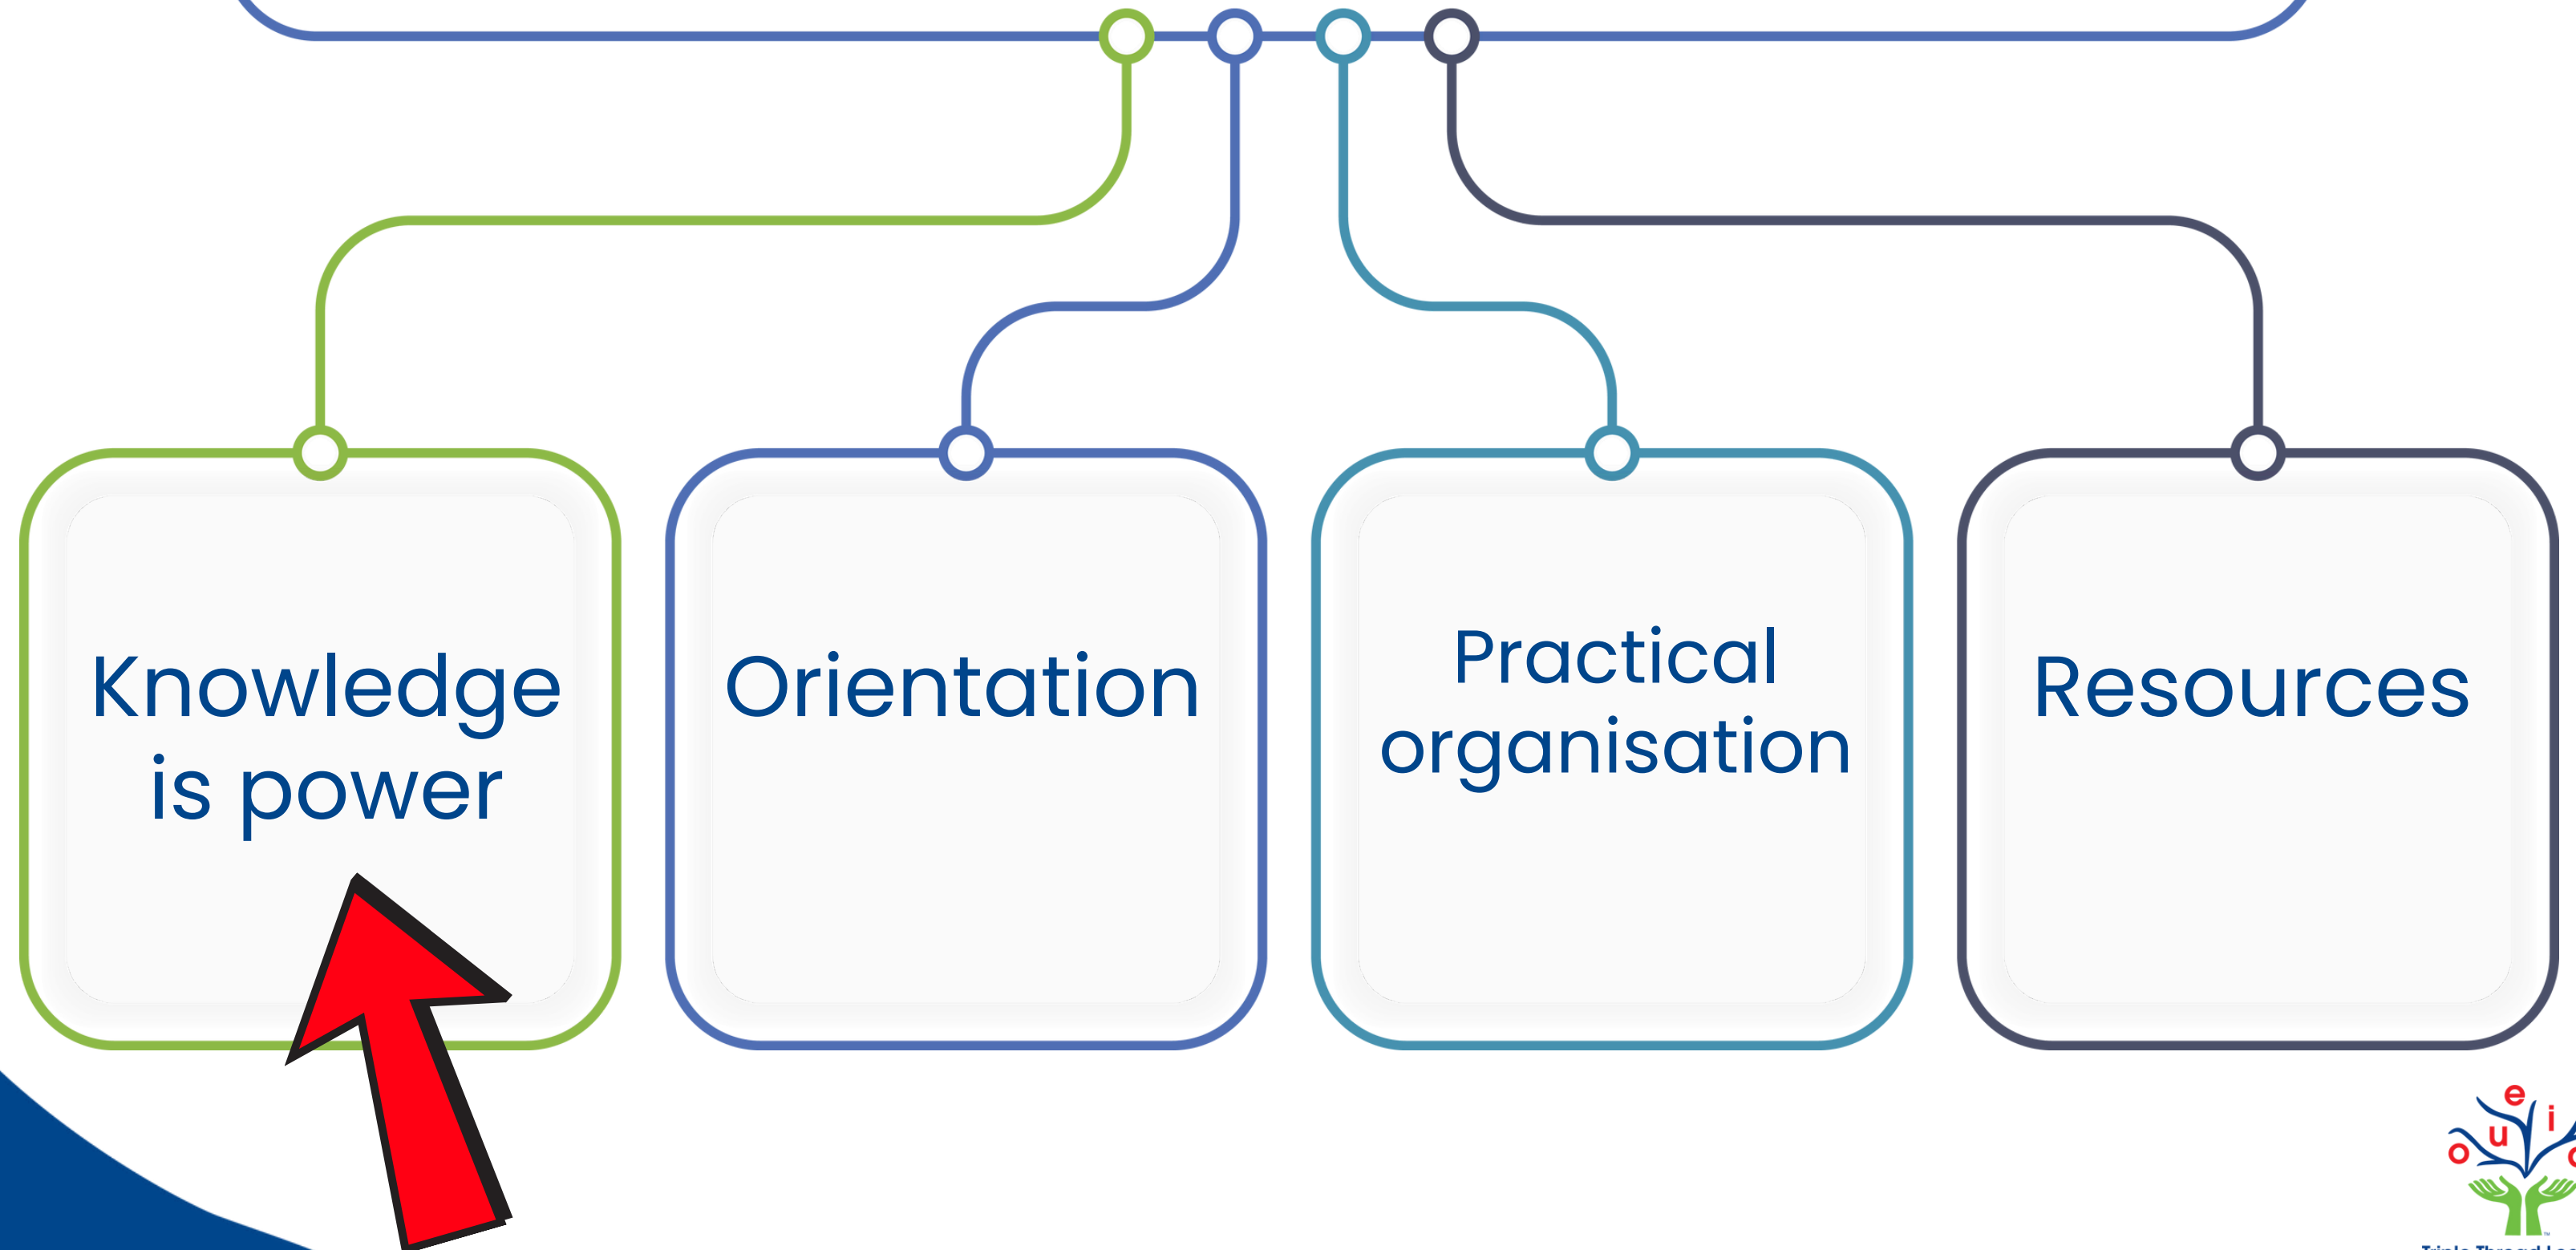 Knowledge
is power
Orientation
Practical
organisation
Resources
e
u
i
o